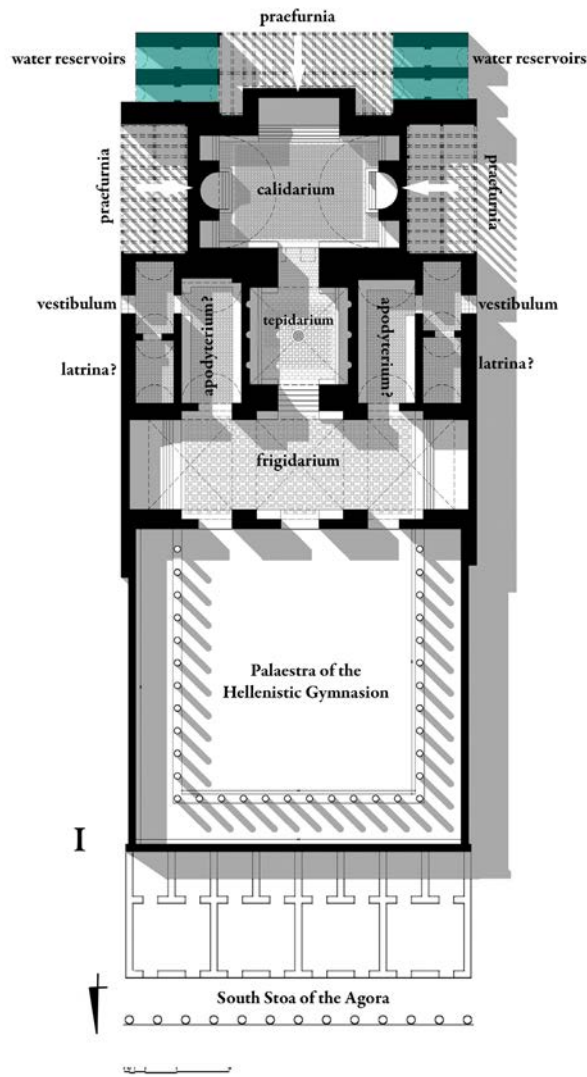 praefurnia
water reservoirs
water reservoirs
praefurnia
calidarium
praefurnia
vestibulum
apodyterium?
tepidarium
apodyterium?
vestibulum
latrina?
latrina?
frigidarium
Palaestra of the
Hellenistic Gymnasion
I
South Stoa of the Agora